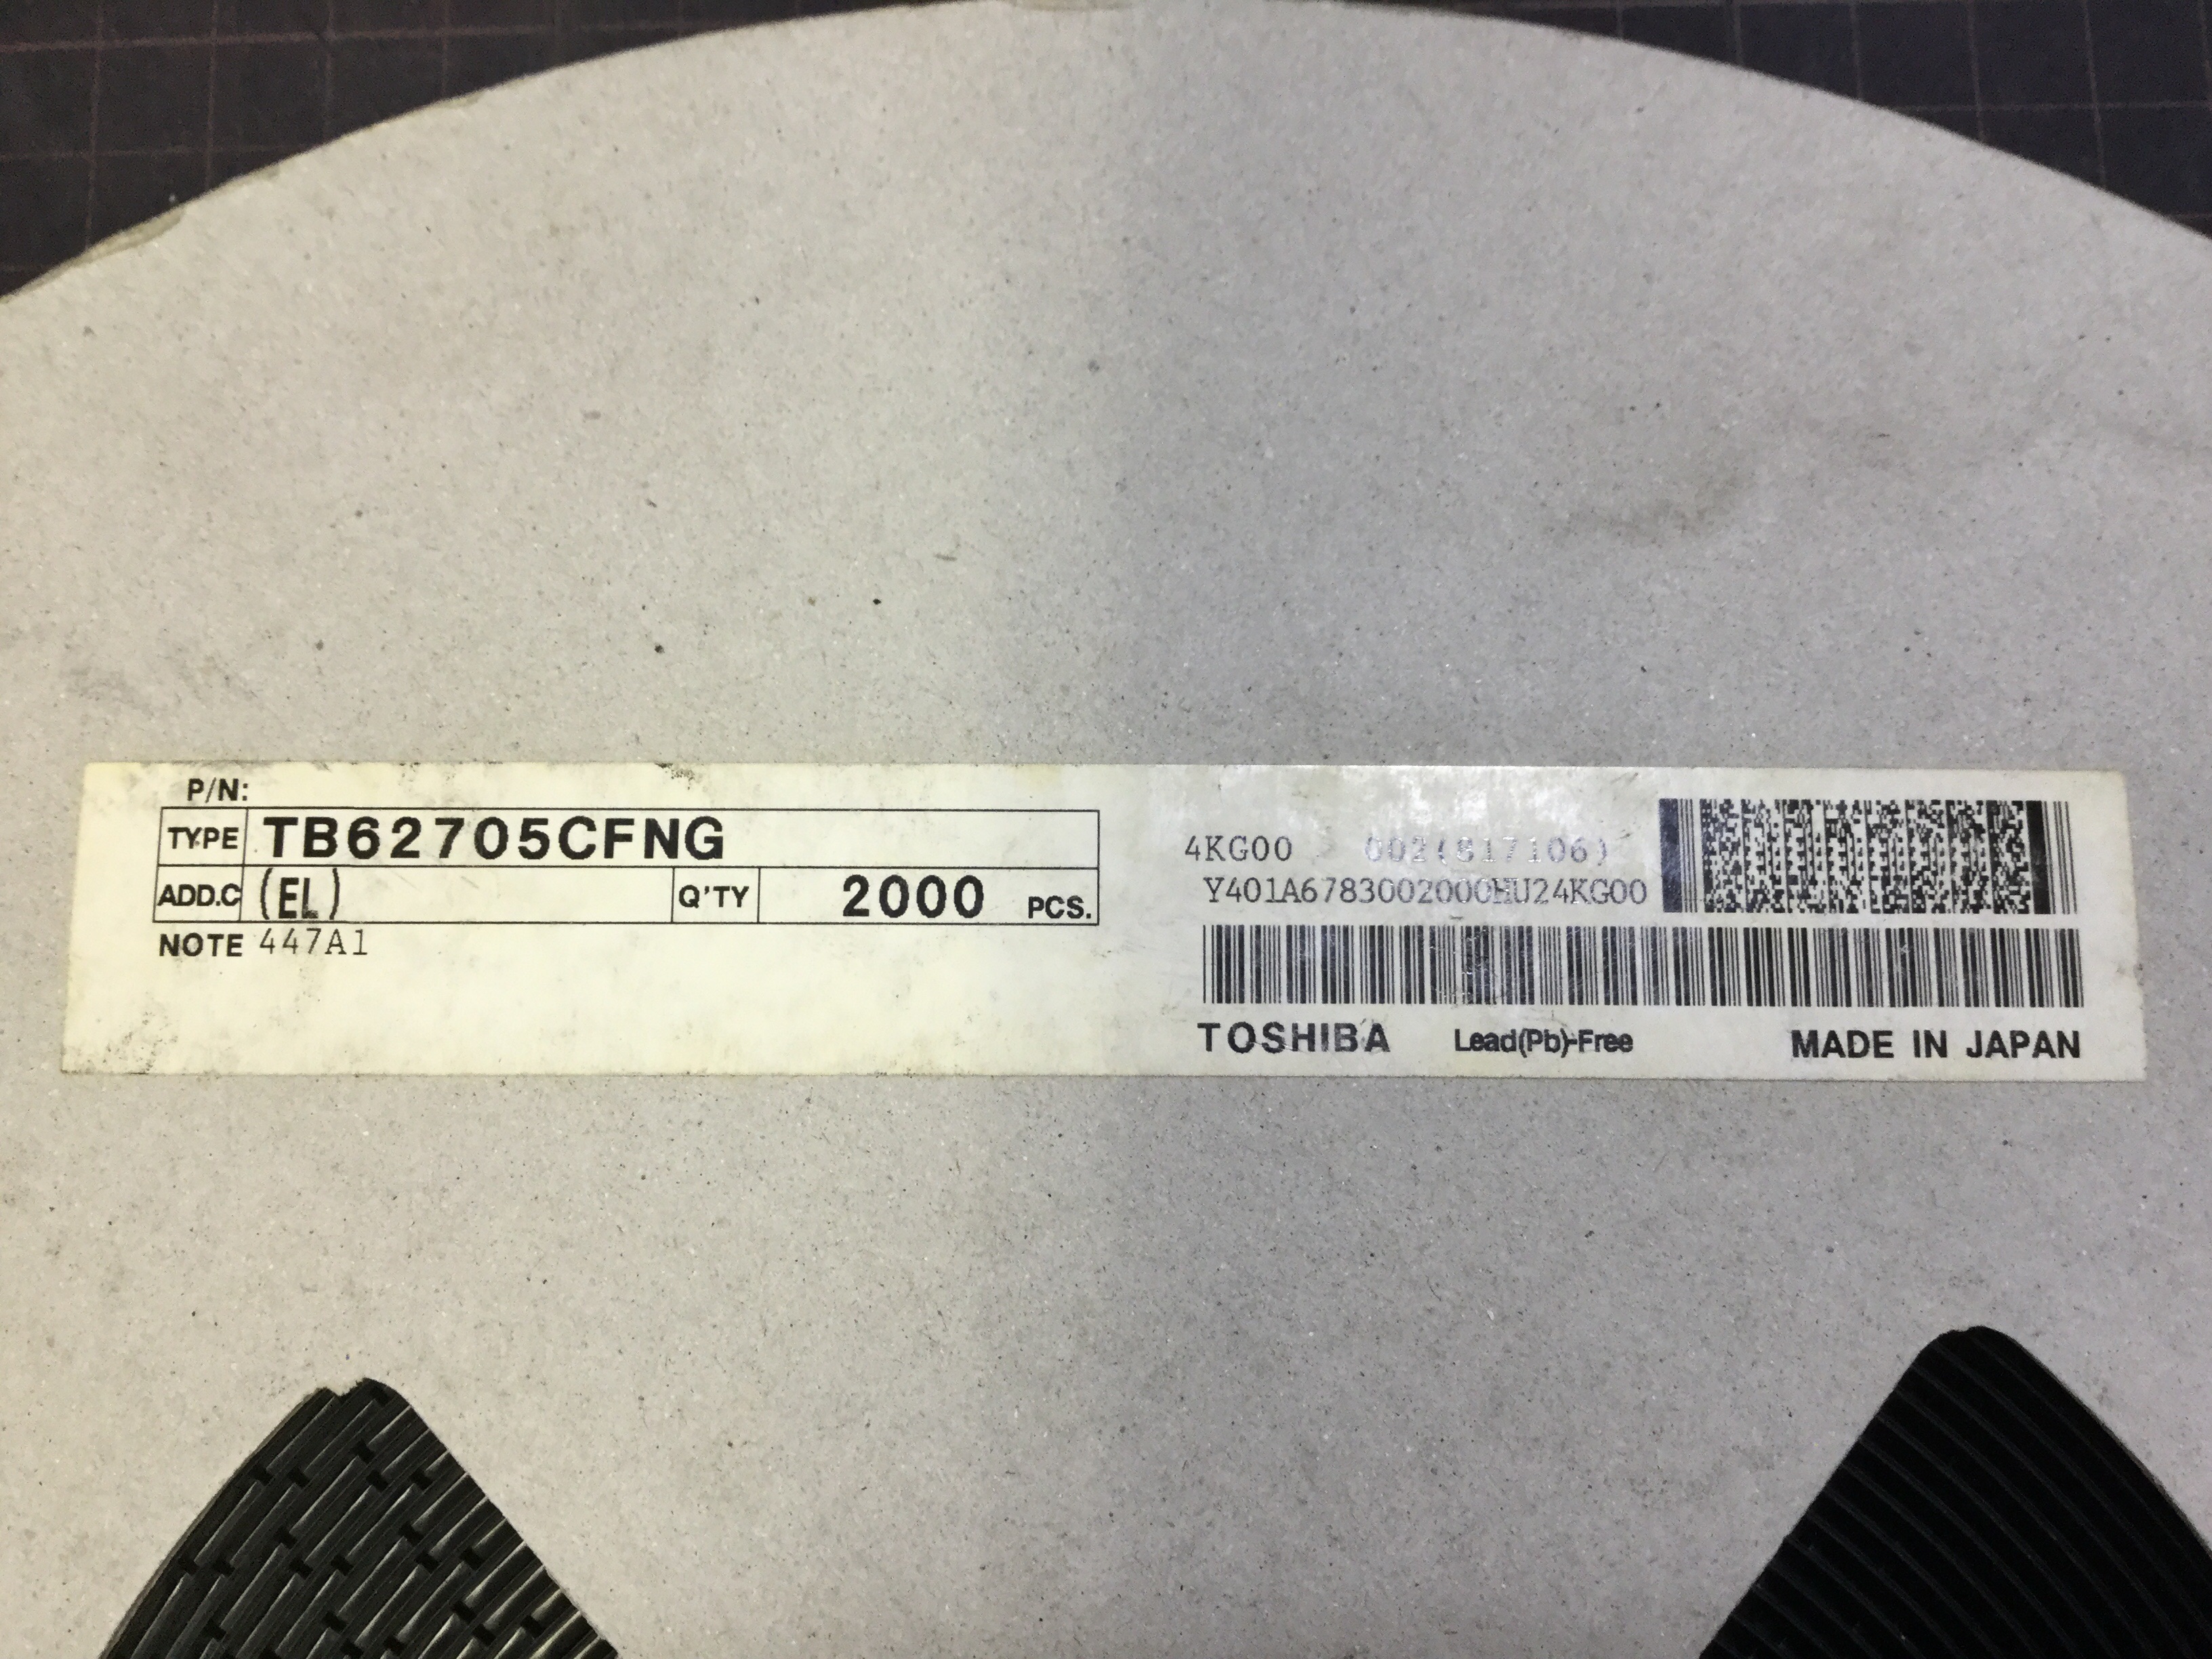 P/N:
TYPE TB62705CFNG
ADD.C (EL) Q'TY 2000 PCS.
NOTE 447A1
4KG00 002(817106)
Y401A6783002000HU24KG00
TOSHIBA Lead(Pb)-Free MADE IN JAPAN